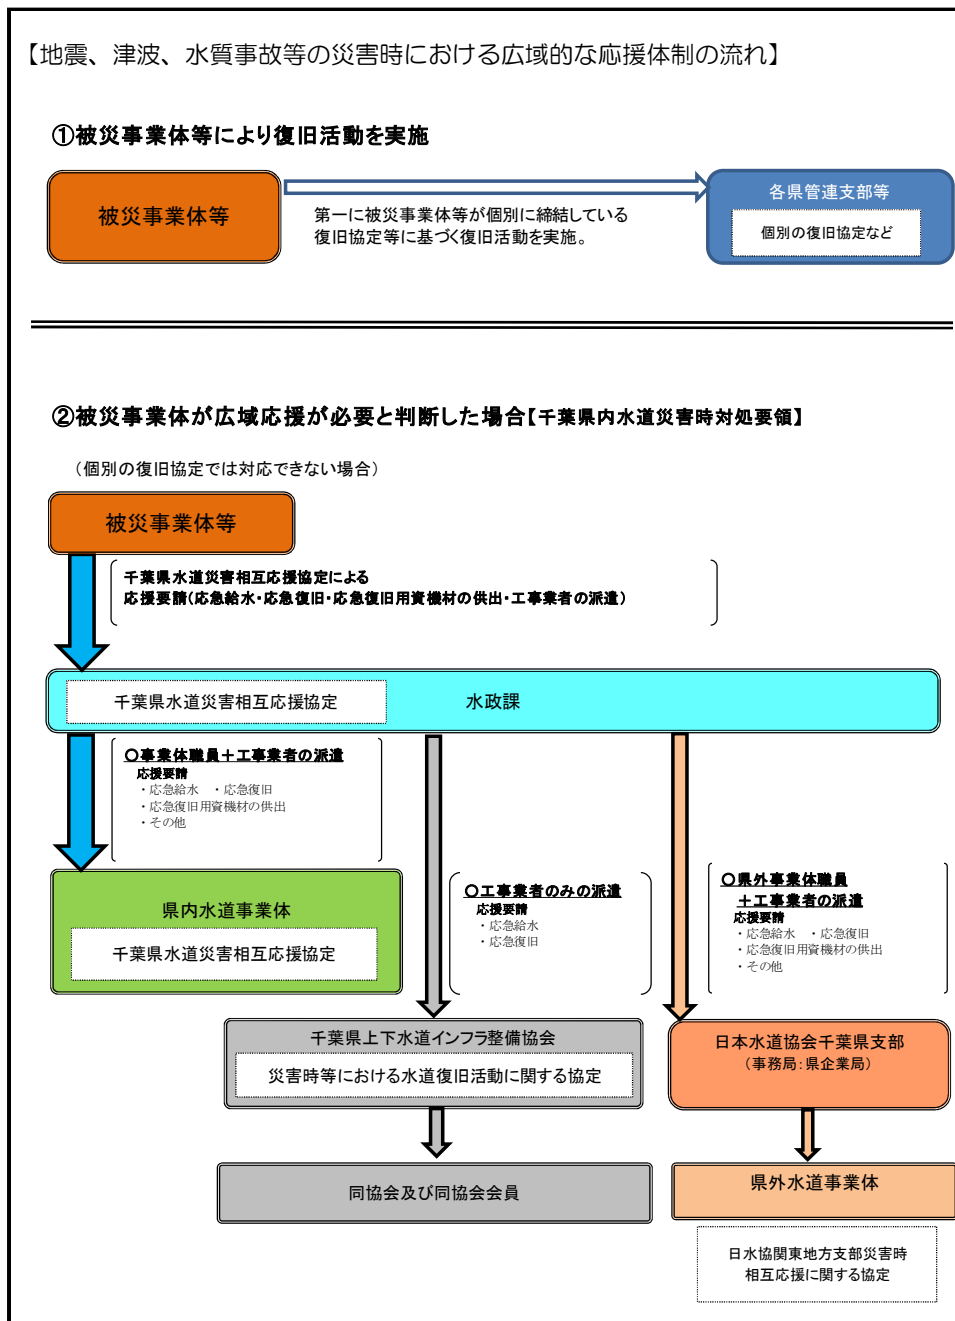 【地震、津波、水質事故等の災害時における広域的な応援体制の流れ】
①被災事業体等により復旧活動を実施
被災事業体等
第一に被災事業体等が個別に締結している
復旧協定等に基づく復旧活動を実施。
各県管連支部等
個別の復旧協定など
②被災事業体が広域応援が必要と判断した場合【千葉県内水道災害時対処要領】
（個別の復旧協定では対応できない場合）
被災事業体等
千葉県水道災害相互応援協定による
応援要請(応急給水・応急復旧・応急復旧用資機材の供出・工事業者の派遣)
千葉県水道災害相互応援協定
水政課
〇事業体職員＋工事業者の派遣
応援要請
・応急給水　・応急復旧
・応急復旧用資機材の供出
・その他
県内水道事業体
千葉県水道災害相互応援協定
〇工事業者のみの派遣
応援要請
・応急給水
・応急復旧
〇県外事業体職員
＋工事業者の派遣
応援要請
・応急給水　・応急復旧
・応急復旧用資機材の供出
・その他
千葉県上下水道インフラ整備協会
災害時等における水道復旧活動に関する協定
日本水道協会千葉県支部
（事務局：県企業局）
同協会及び同協会会員
県外水道事業体
日水協関東地方支部災害時
相互応援に関する協定